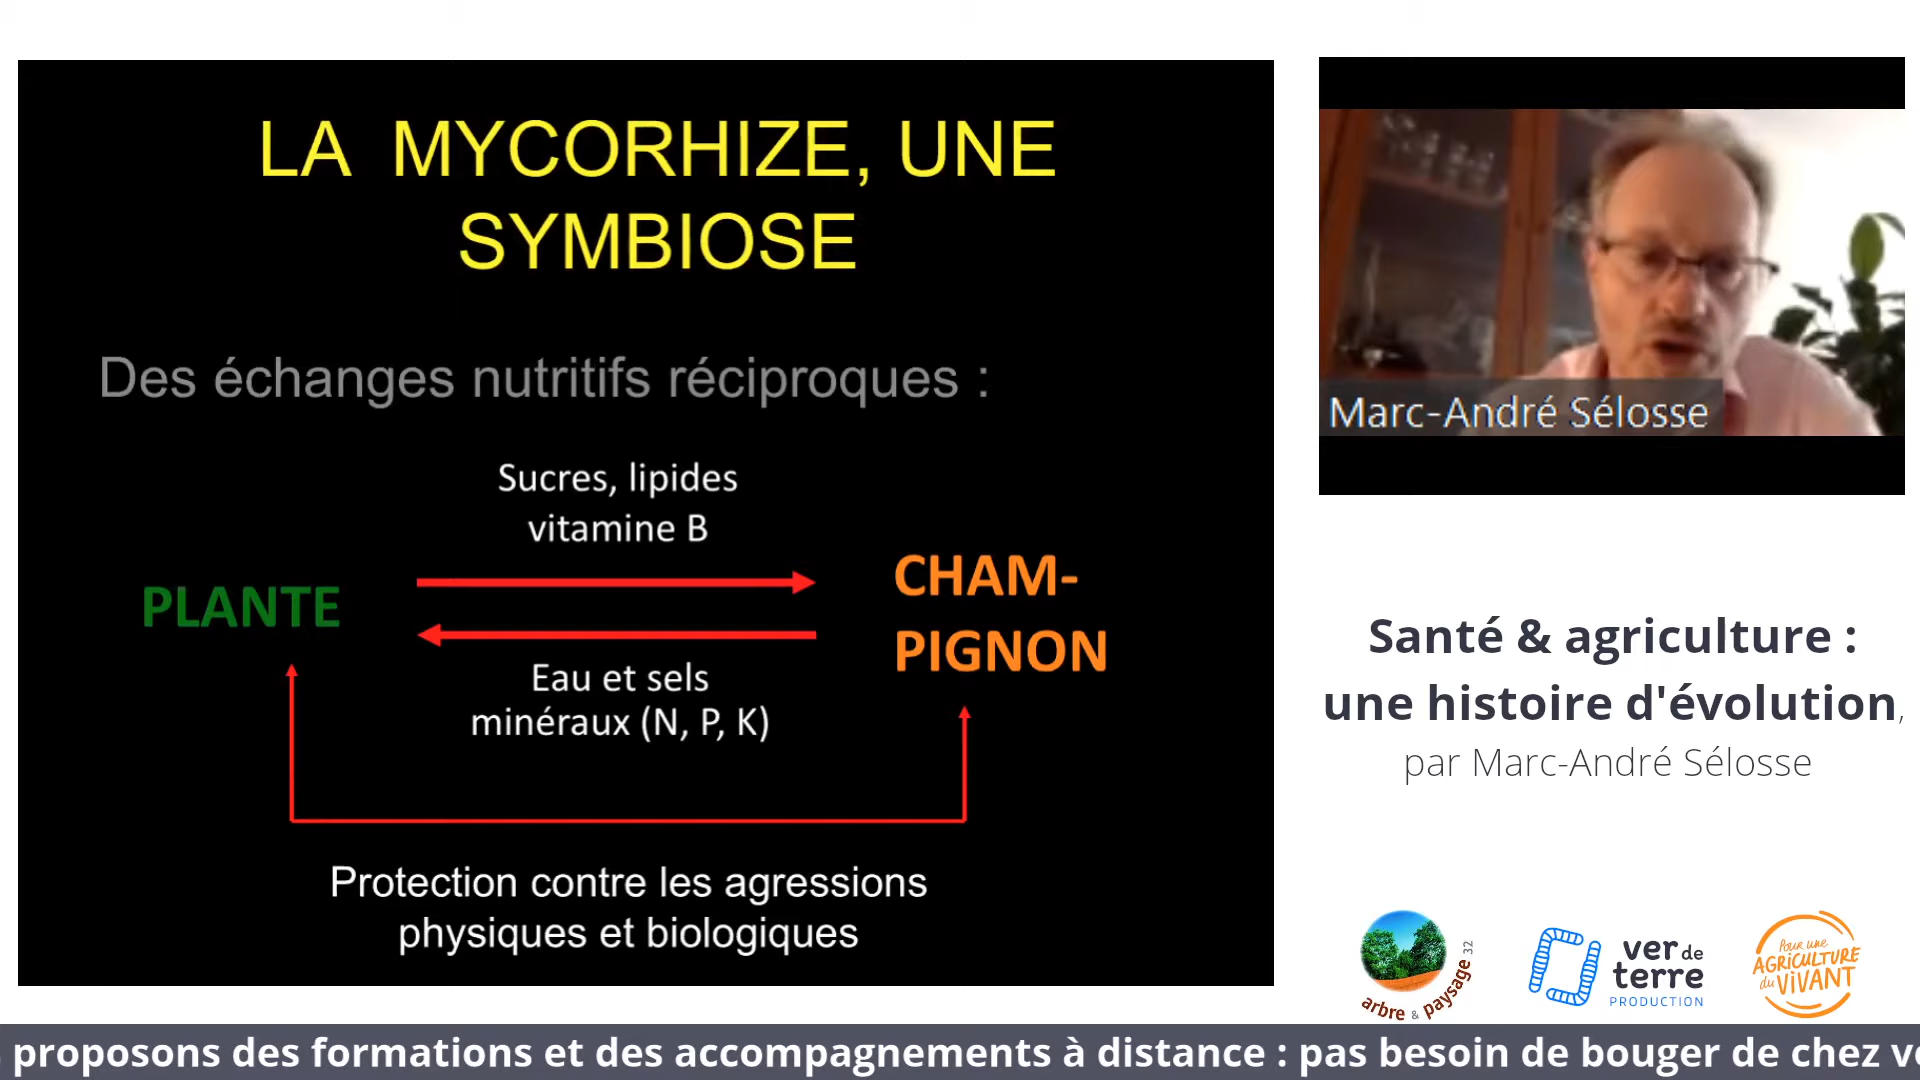 LA MYCORHIZE, UNE
SYMBIOSE
Des échanges nutritifs réciproques :
Sucres, lipides
vitamine B
PLANTE
CHAM-
PIGNON
Eau et sels
minéraux (N, P, K)
Protection contre les agressions
physiques et biologiques
Marc-André Sélosse
Santé & agriculture :
une histoire d'évolution,
par Marc-André Sélosse
arbre & paysage 32
ver de
terre
PRODUCTION
Pour une
AGRICULTURE
du VIVANT
proposons des formations et des accompagnements à distance : pas besoin de bouger de chez